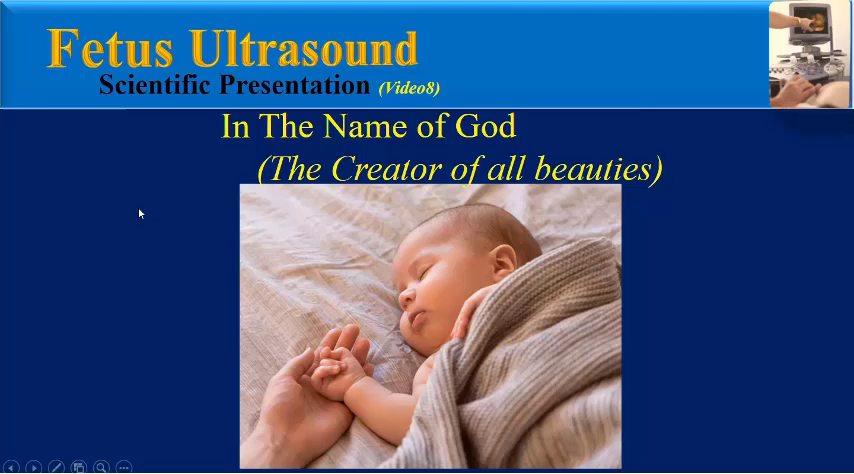 Fetus Ultrasound
Scientific Presentation (Video8)
In The Name of God
(The Creator of all beauties)